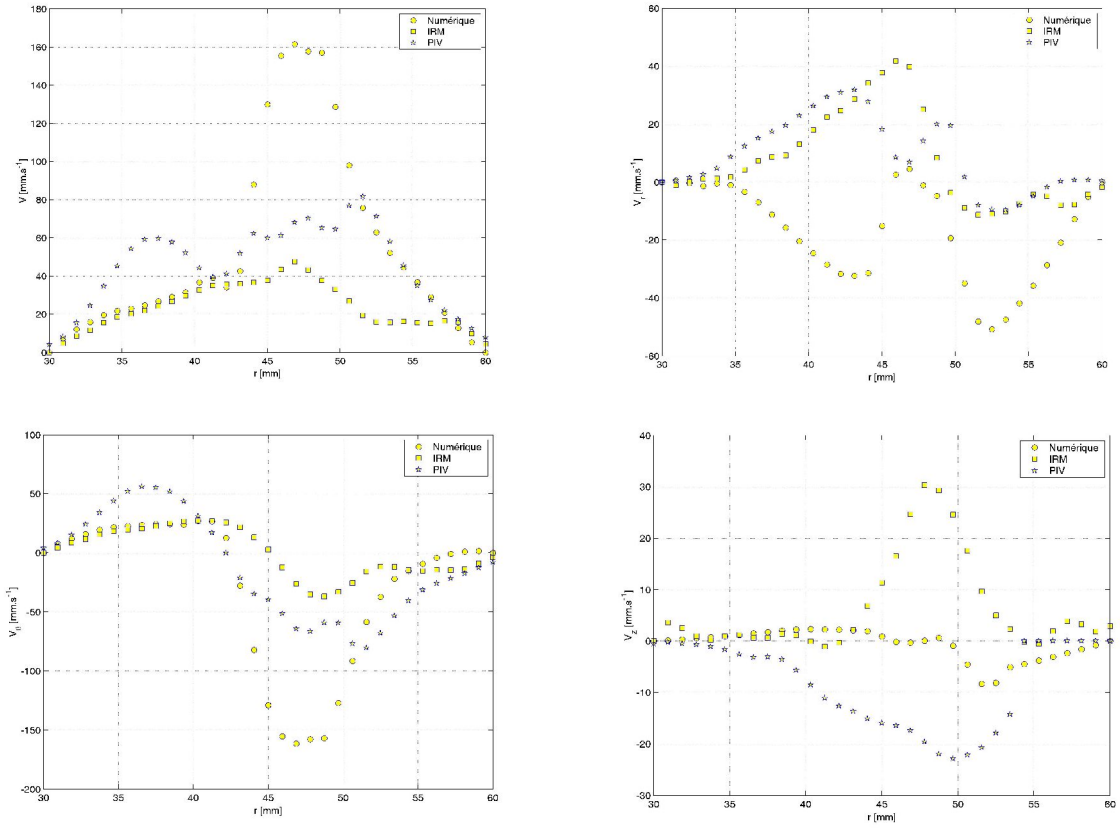 180
160
140
120
100
80
60
40
20
0
V [mm.s⁻¹]
30 35 40 45 50 55 60
r [mm]
Numérique
IRM
PIV
60
40
20
0
-20
-40
-60
V_r [mm.s⁻¹]
30 35 40 45 50 55 60
r [mm]
Numérique
IRM
PIV
100
50
0
-50
-100
-150
-200
V_θ [mm.s⁻¹]
30 35 40 45 50 55 60
r [mm]
Numérique
IRM
PIV
40
30
20
10
0
-10
-20
-30
V_z [mm.s⁻¹]
30 35 40 45 50 55 60
r [mm]
Numérique
IRM
PIV